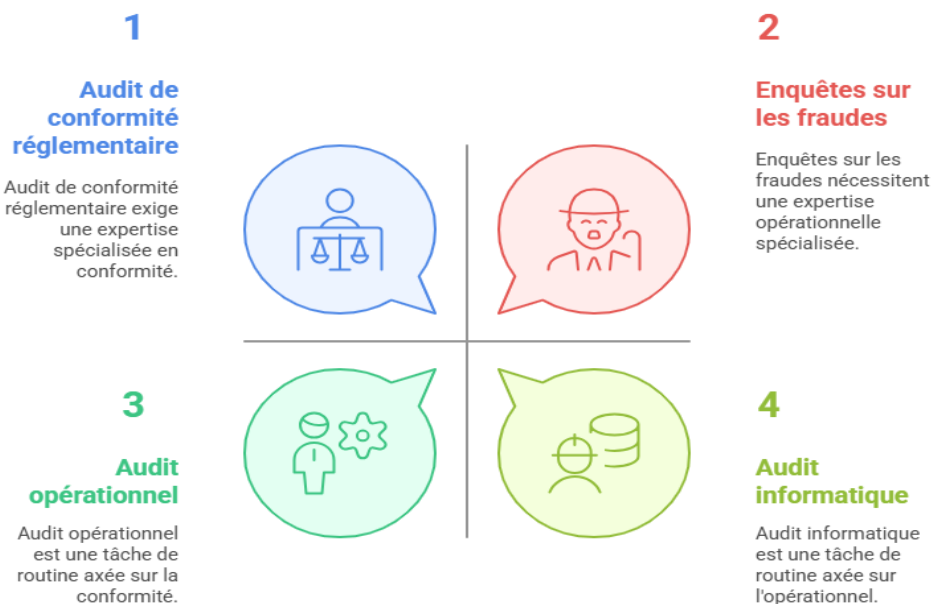 1
Audit de
conformité
réglementaire
Audit de conformité
réglementaire exige
une expertise
spécialisée en
conformité.
2
Enquêtes sur
les fraudes
Enquêtes sur les
fraudes nécessitent
une expertise
opérationnelle
spécialisée.
3
Audit
opérationnel
Audit opérationnel
est une tâche de
routine axée sur la
conformité.
4
Audit
informatique
Audit informatique
est une tâche de
routine axée sur
l'opérationnel.